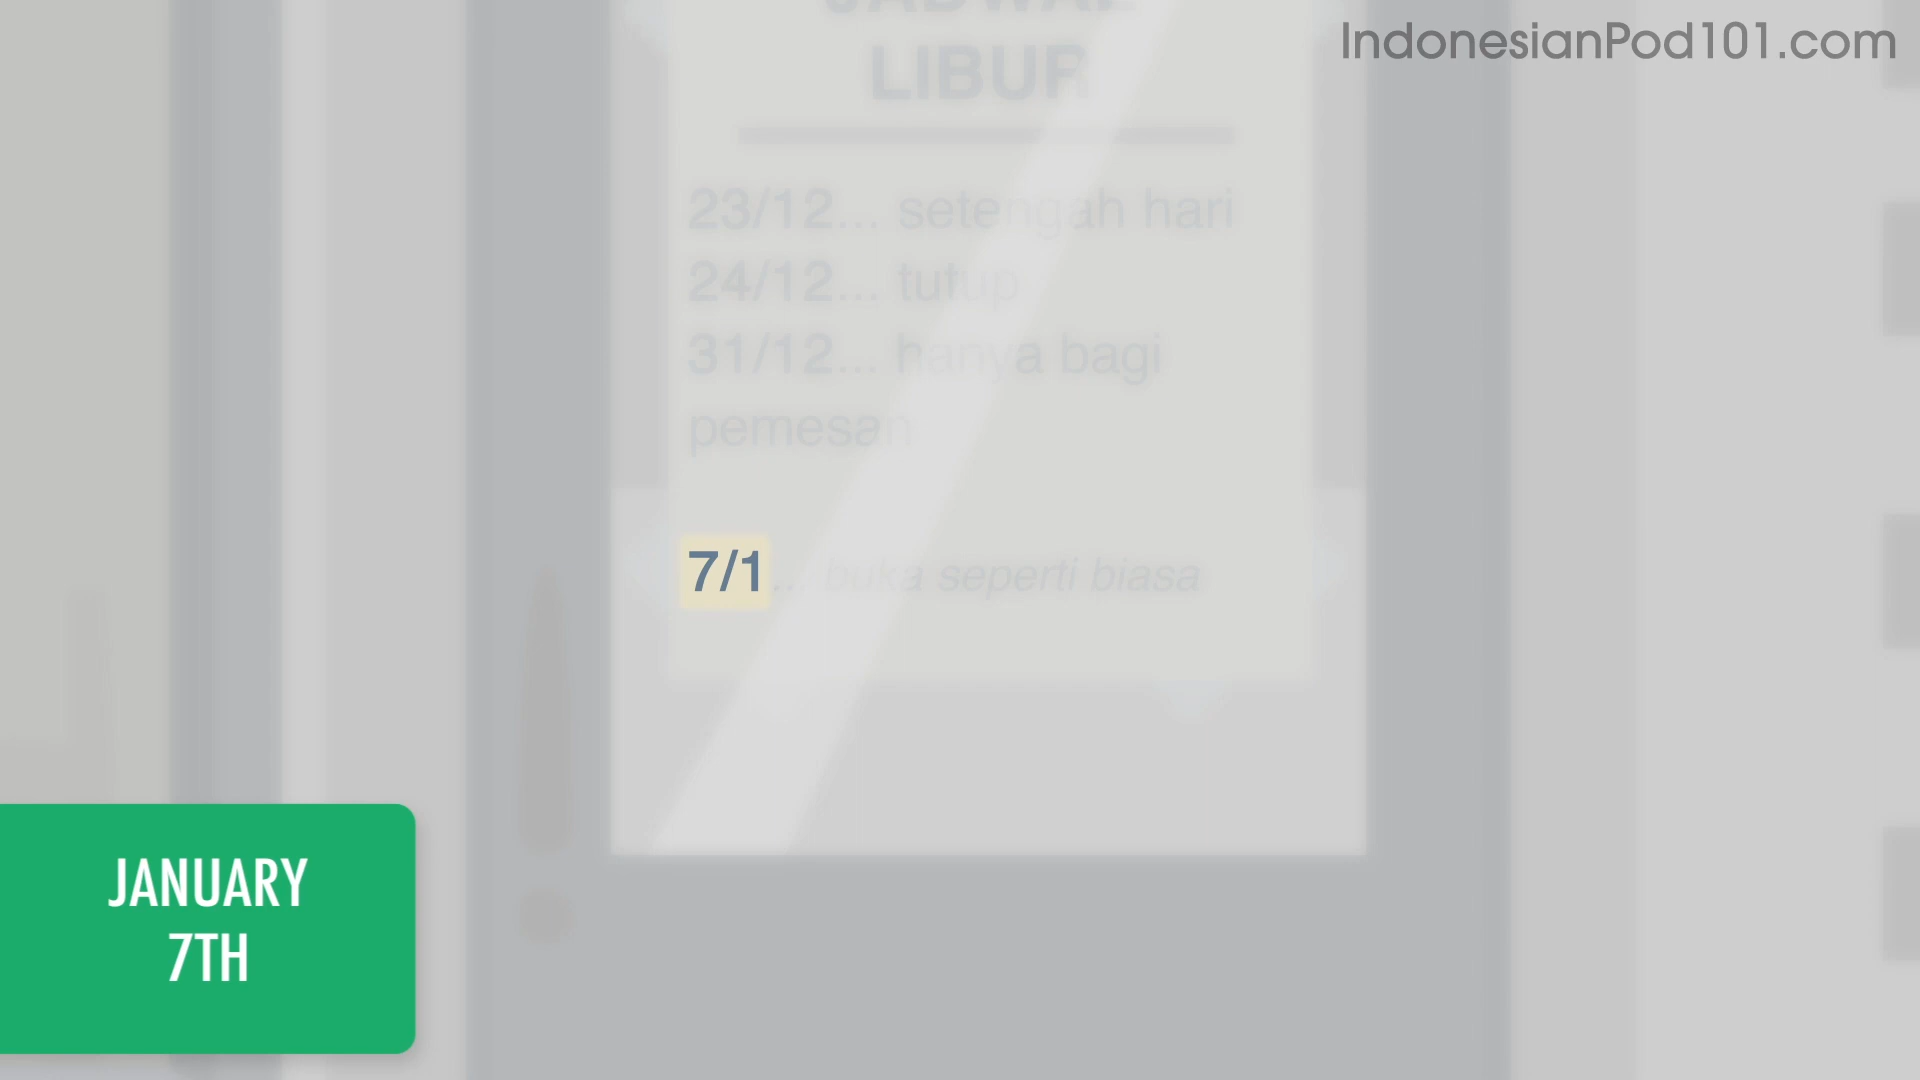 IndonesianPod101.com
JADWAL
LIBUR
23/12... setengah hari
24/12... tutup
31/12... hanya bagi
pemesan
7/1... buka seperti biasa
JANUARY
7TH